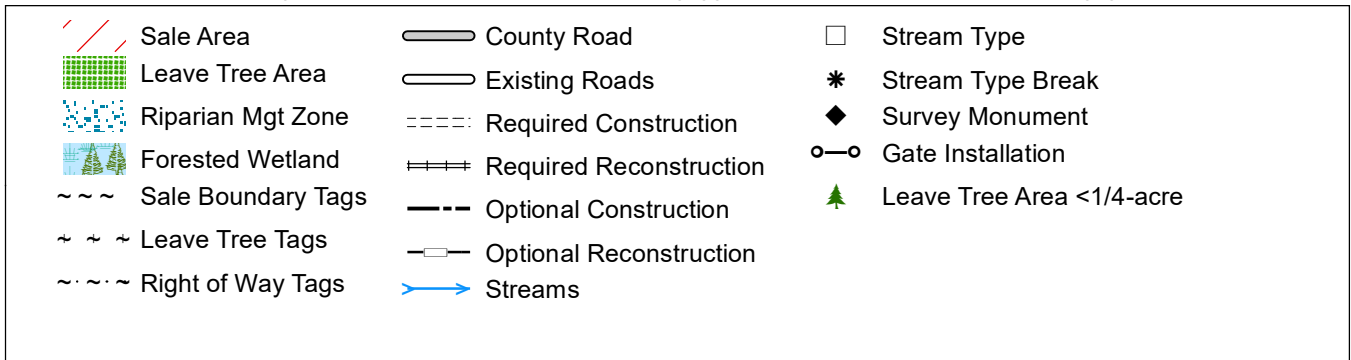 Sale Area
Leave Tree Area
Riparian Mgt Zone
Forested Wetland
Sale Boundary Tags
Leave Tree Tags
Right of Way Tags
County Road
Existing Roads
Required Construction
Required Reconstruction
Optional Construction
Optional Reconstruction
Streams
Stream Type
Stream Type Break
Survey Monument
Gate Installation
Leave Tree Area <1/4-acre